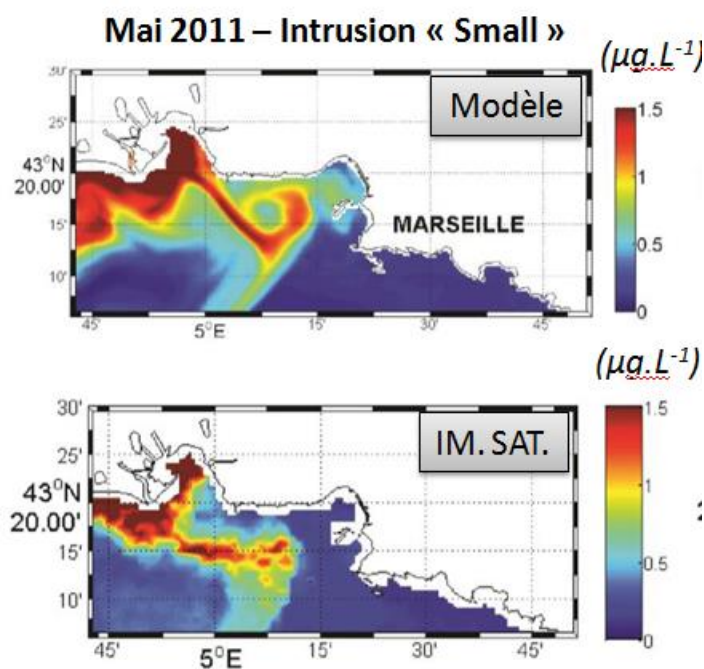 Mai 2011 – Intrusion « Small »
(µg.L-1)
Modèle
30'
25'
43°N
20.00'
15'
10'
MARSEILLE
45'
5°E
15'
30'
45'
1.5
1
0.5
0
(µg.L-1)
IM. SAT.
30'
25'
43°N
20.00'
15'
10'
45'
5°E
15'
30'
45'
1.5
1
0.5
0